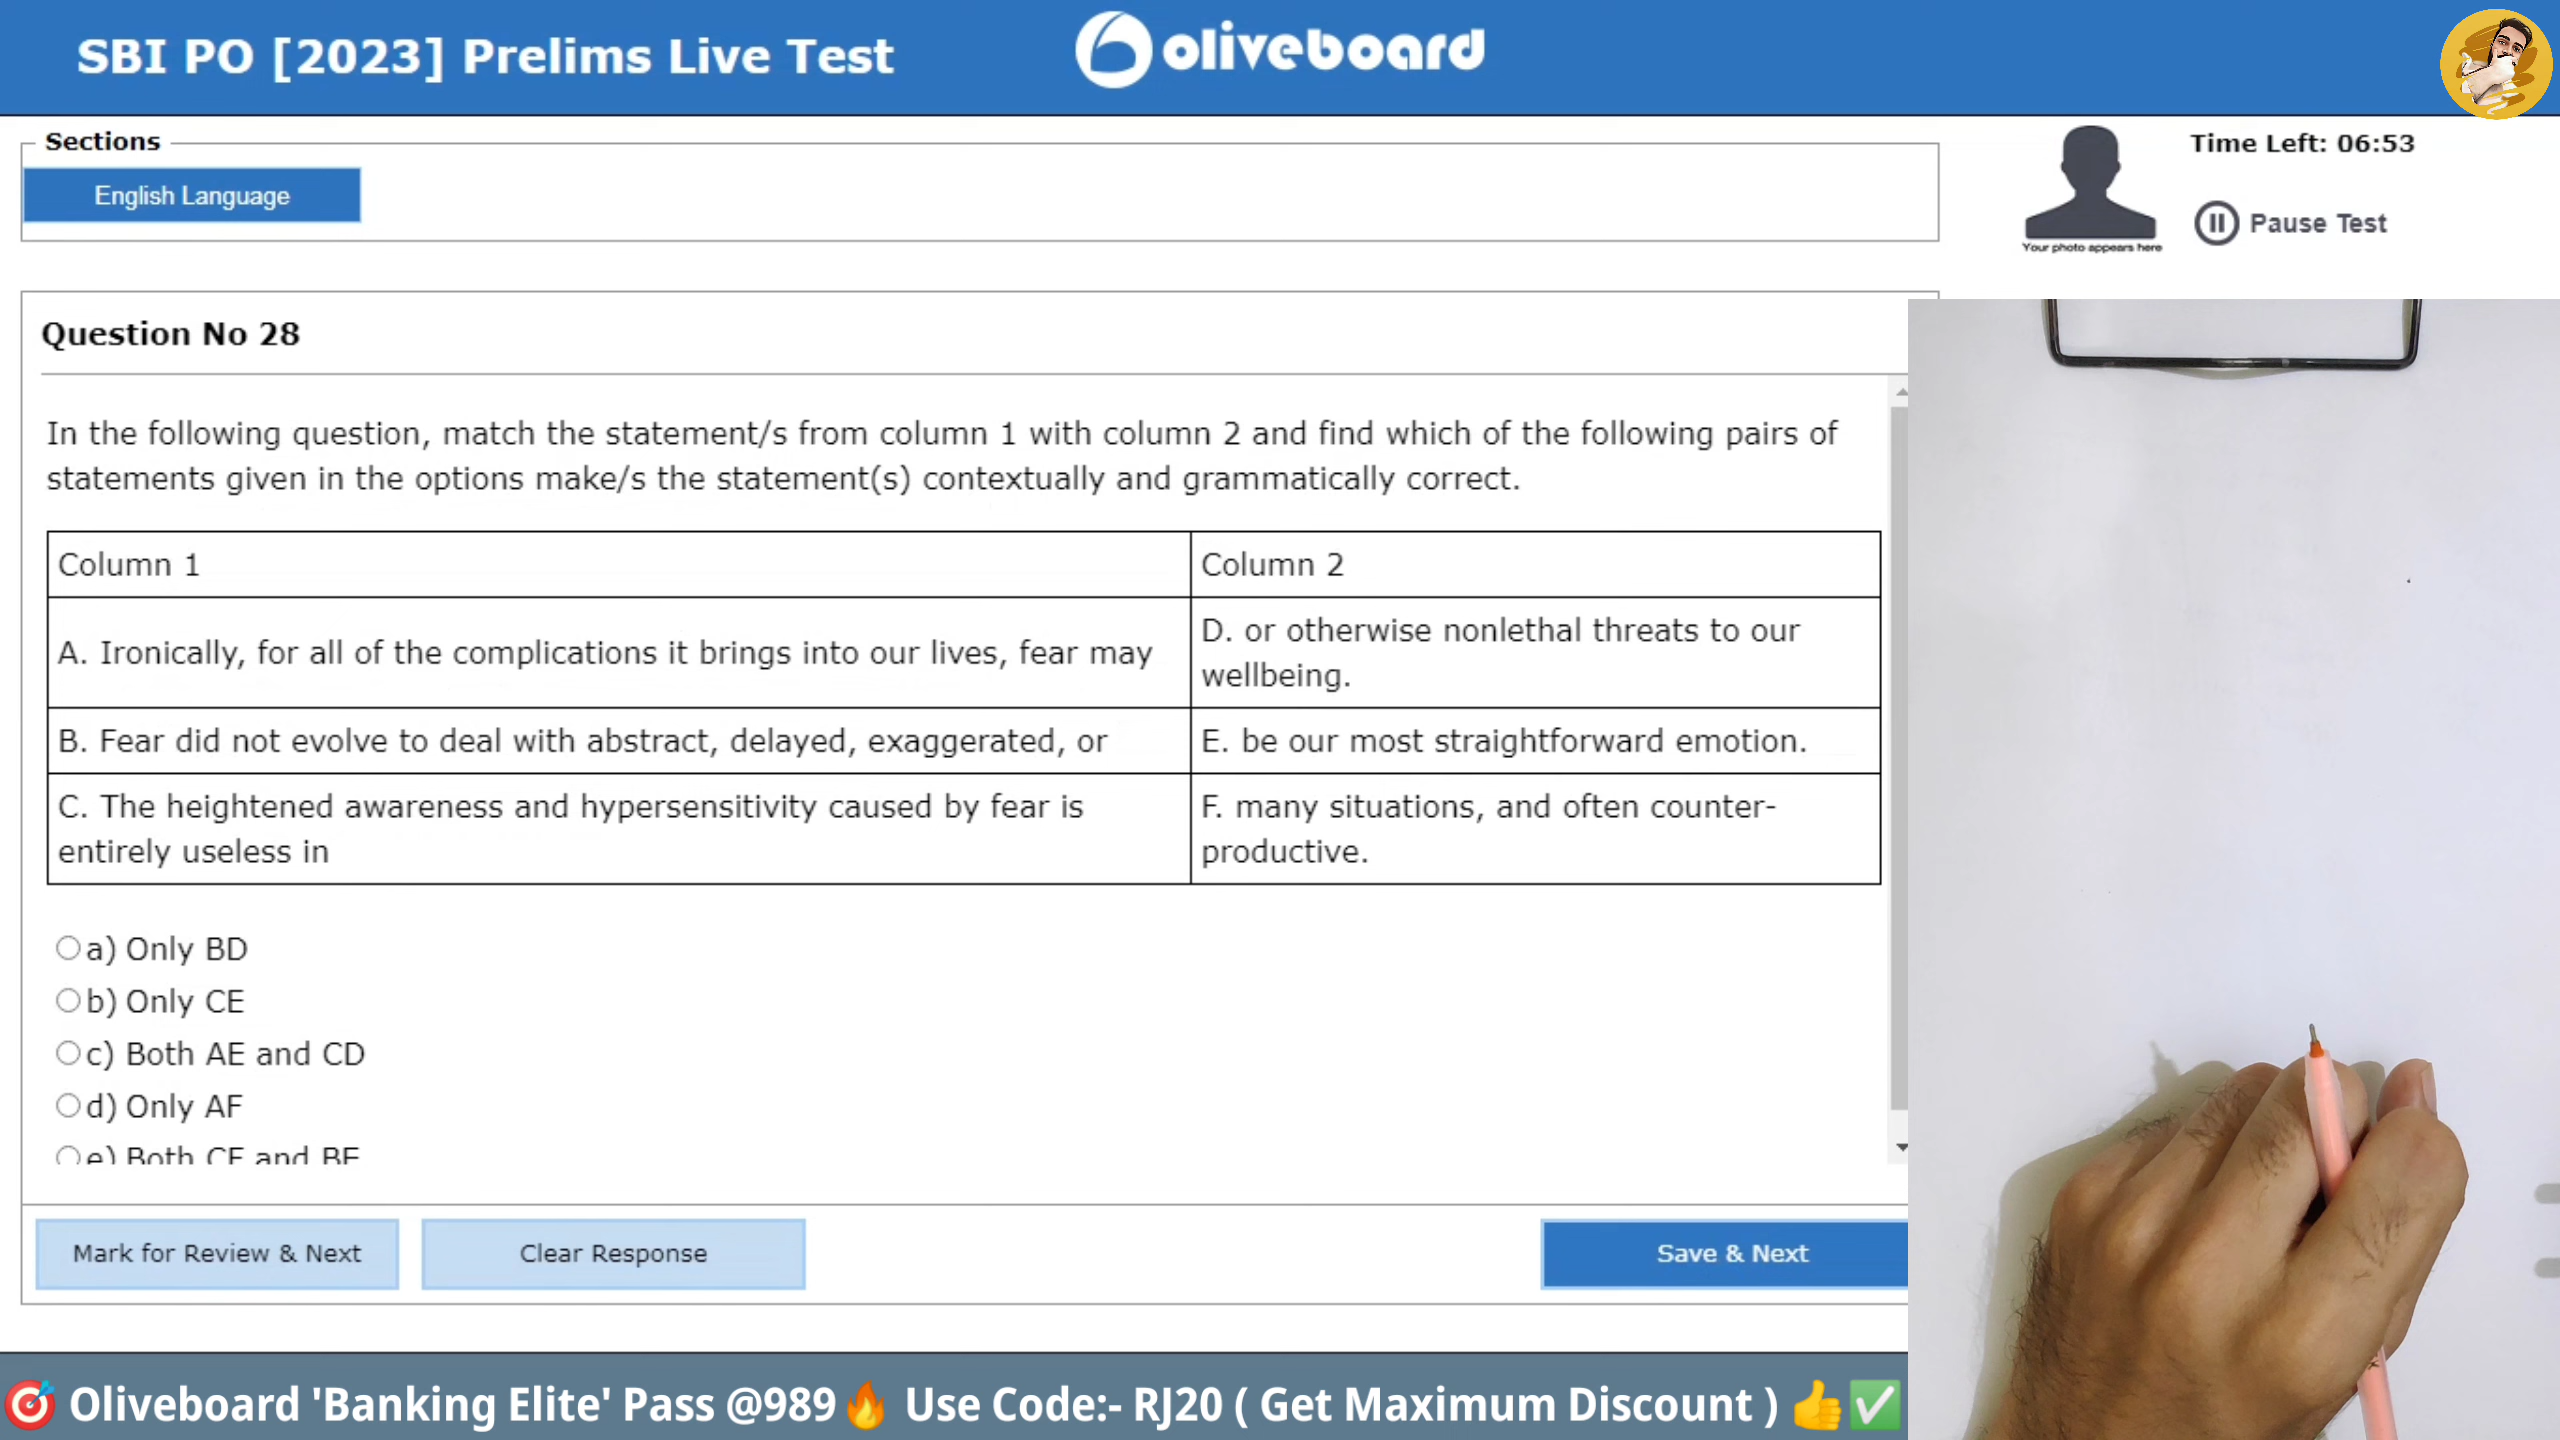 SBI PO [2023] Prelims Live Test
oliveboard
Sections
English Language
Time Left: 06:53
Pause Test
Your photo appears here
Question No 28
In the following question, match the statement/s from column 1 with column 2 and find which of the following pairs of
statements given in the options make/s the statement(s) contextually and grammatically correct.
Column 1
Column 2
A. Ironically, for all of the complications it brings into our lives, fear may
D. or otherwise nonlethal threats to our
wellbeing.
B. Fear did not evolve to deal with abstract, delayed, exaggerated, or
E. be our most straightforward emotion.
C. The heightened awareness and hypersensitivity caused by fear is
entirely useless in
F. many situations, and often counter-
productive.
a) Only BD
b) Only CE
c) Both AE and CD
d) Only AF
e) Both
and
Mark for Review & Next
Clear Response
Save & Next
Oliveboard 'Banking Elite' Pass @989🔥 Use Code:- RJ20 ( Get Maximum Discount ) 👍✅